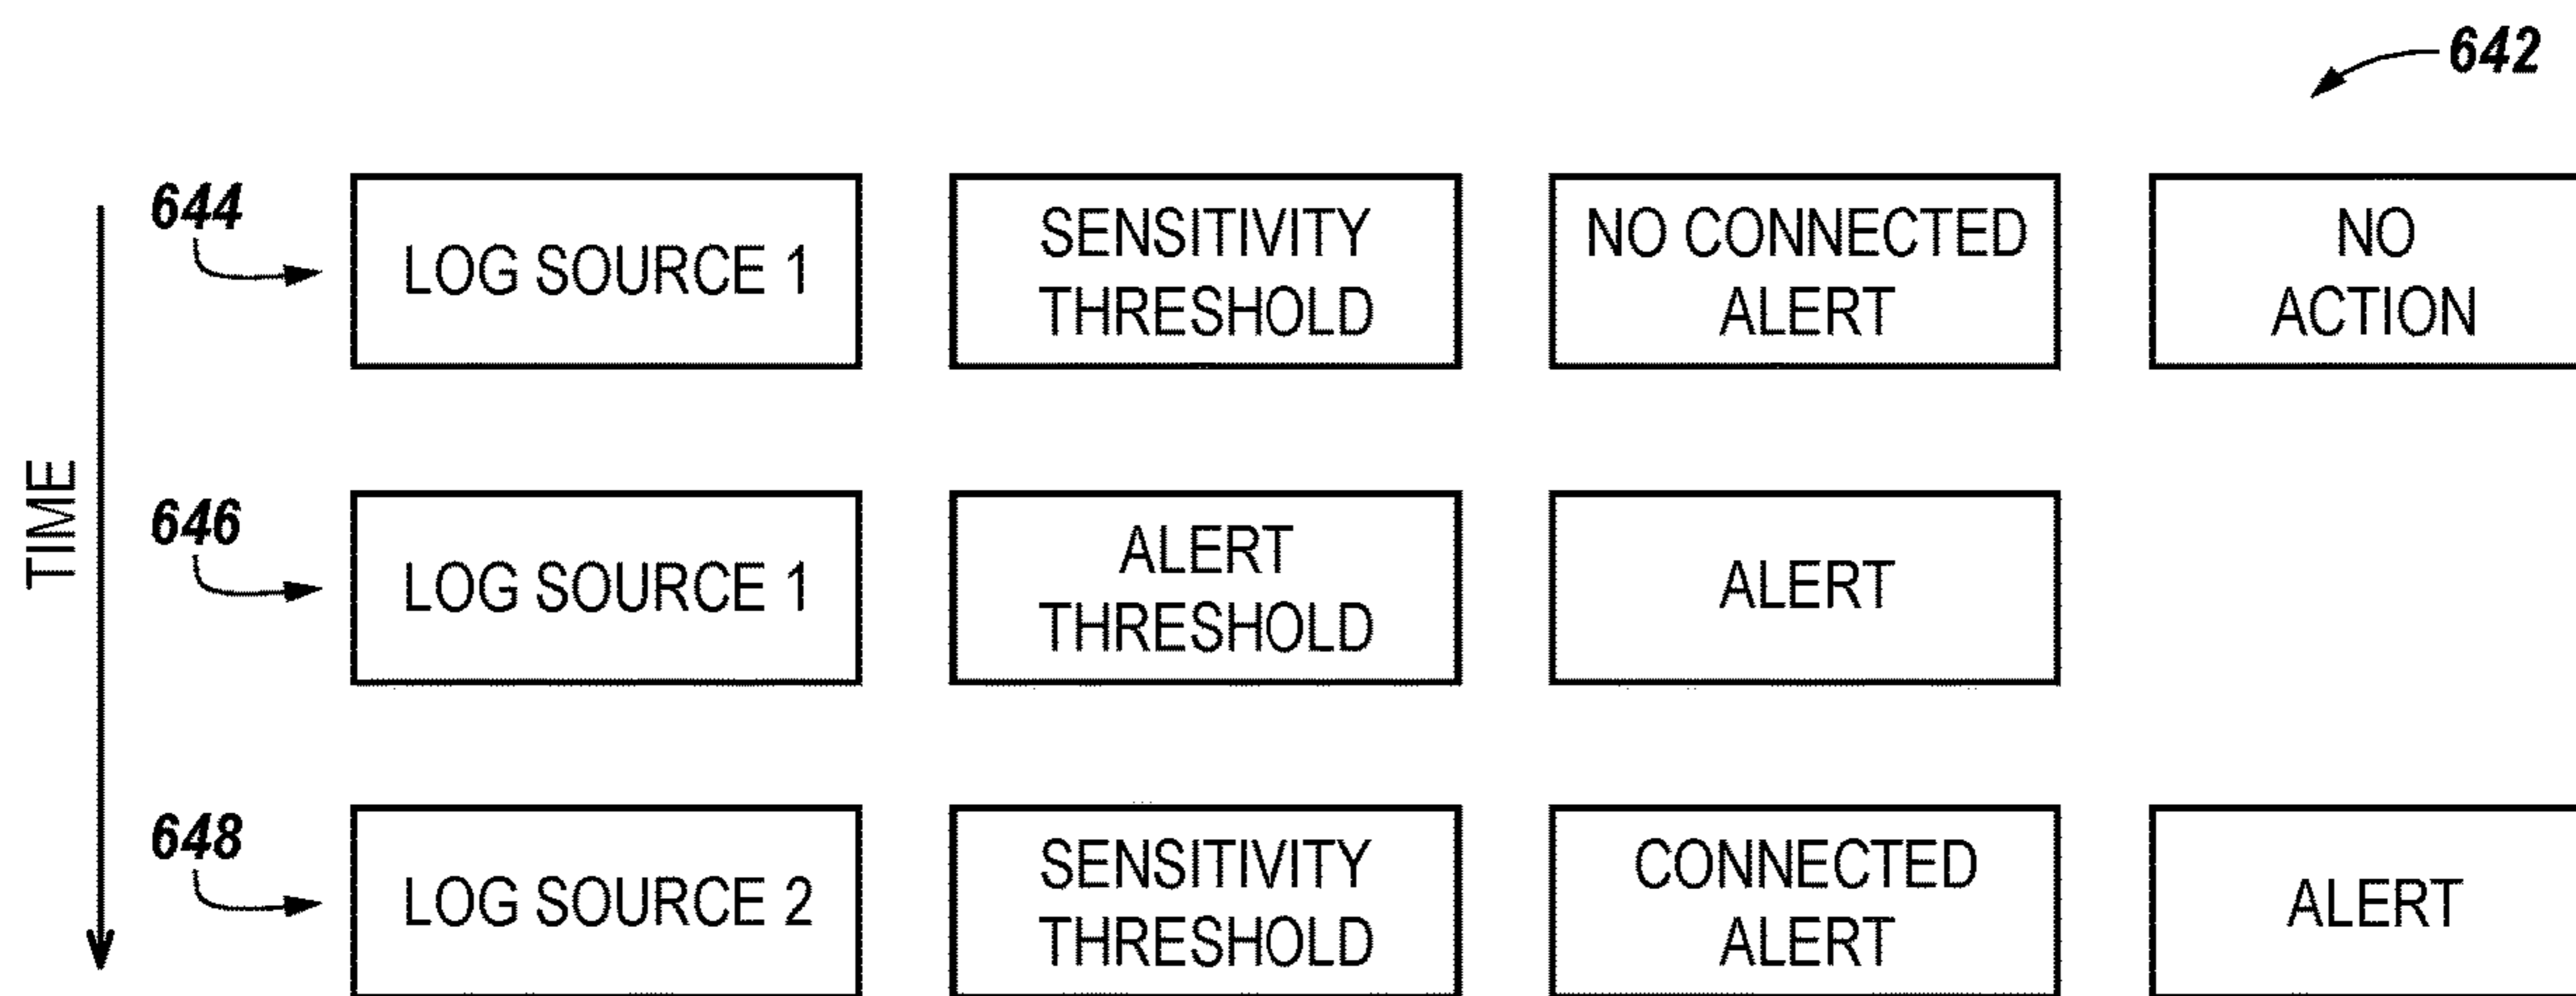 642
644
LOG SOURCE 1
SENSITIVITY
THRESHOLD
NO CONNECTED
ALERT
NO
ACTION
TIME
646
LOG SOURCE 1
ALERT
THRESHOLD
ALERT
648
LOG SOURCE 2
SENSITIVITY
THRESHOLD
CONNECTED
ALERT
ALERT